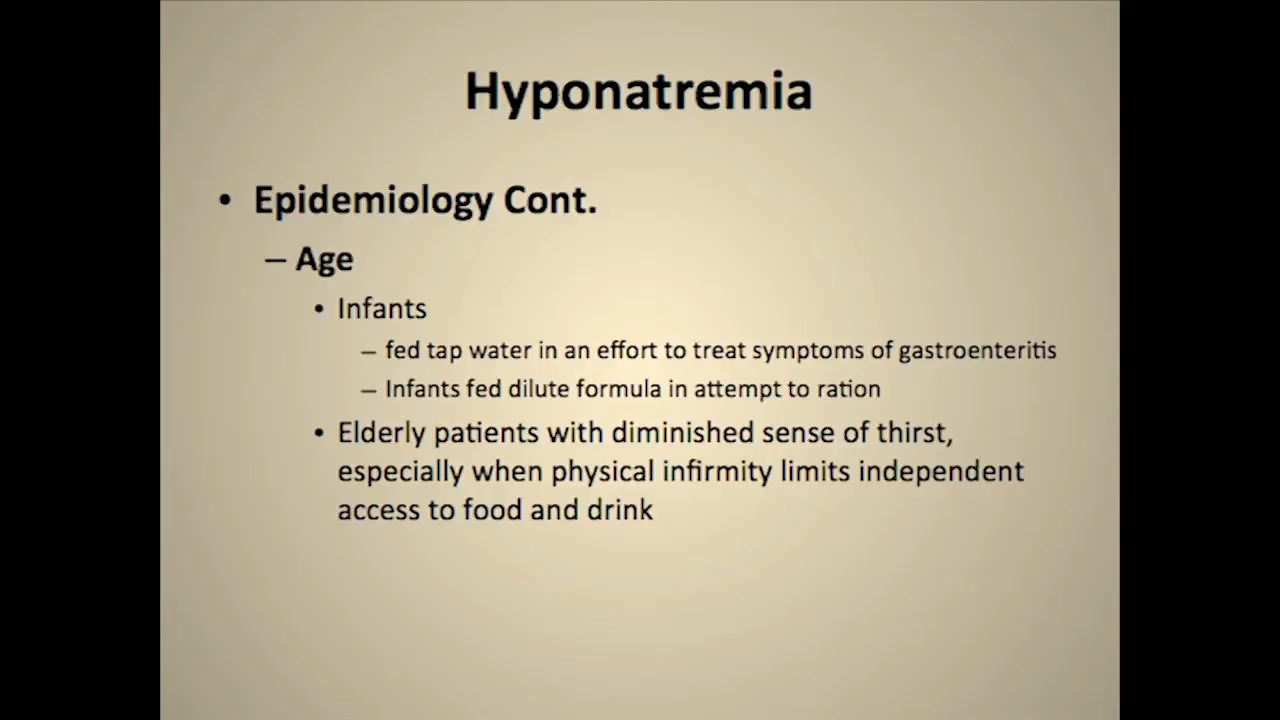 Hyponatremia
• Epidemiology Cont.
– Age
• Infants
– fed tap water in an effort to treat symptoms of gastroenteritis
– Infants fed dilute formula in attempt to ration
• Elderly patients with diminished sense of thirst,
especially when physical infirmity limits independent
access to food and drink